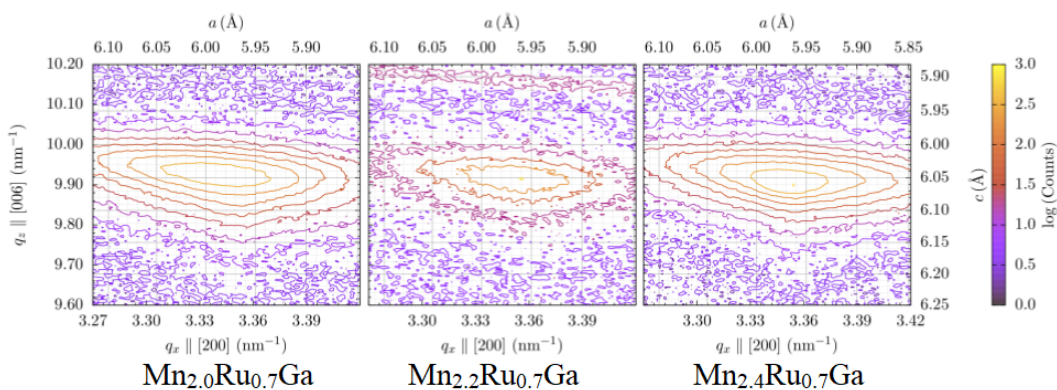 a (Å) a (Å) a (Å)
6.10 6.05 6.00 5.95 5.90 6.10 6.05 6.00 5.95 5.90 6.10 6.05 6.00 5.95 5.90 5.85
10.20
10.10
10.00
9.90
9.80
9.70
9.60
q_z ∥ [006] (nm⁻¹)
5.90
5.95
6.00
6.05
6.10
6.15
6.20
6.25
c (Å)
3.0
2.5
2.0
1.5
1.0
0.5
0.0
log (Counts)
3.27 3.30 3.33 3.36 3.39 3.30 3.33 3.36 3.39 3.30 3.33 3.36 3.39 3.42
qₓ ∥ [200] (nm⁻¹) qₓ ∥ [200] (nm⁻¹) qₓ ∥ [200] (nm⁻¹)
Mn₂.₀Ru₀.₇Ga Mn₂.₂Ru₀.₇Ga Mn₂.₄Ru₀.₇Ga